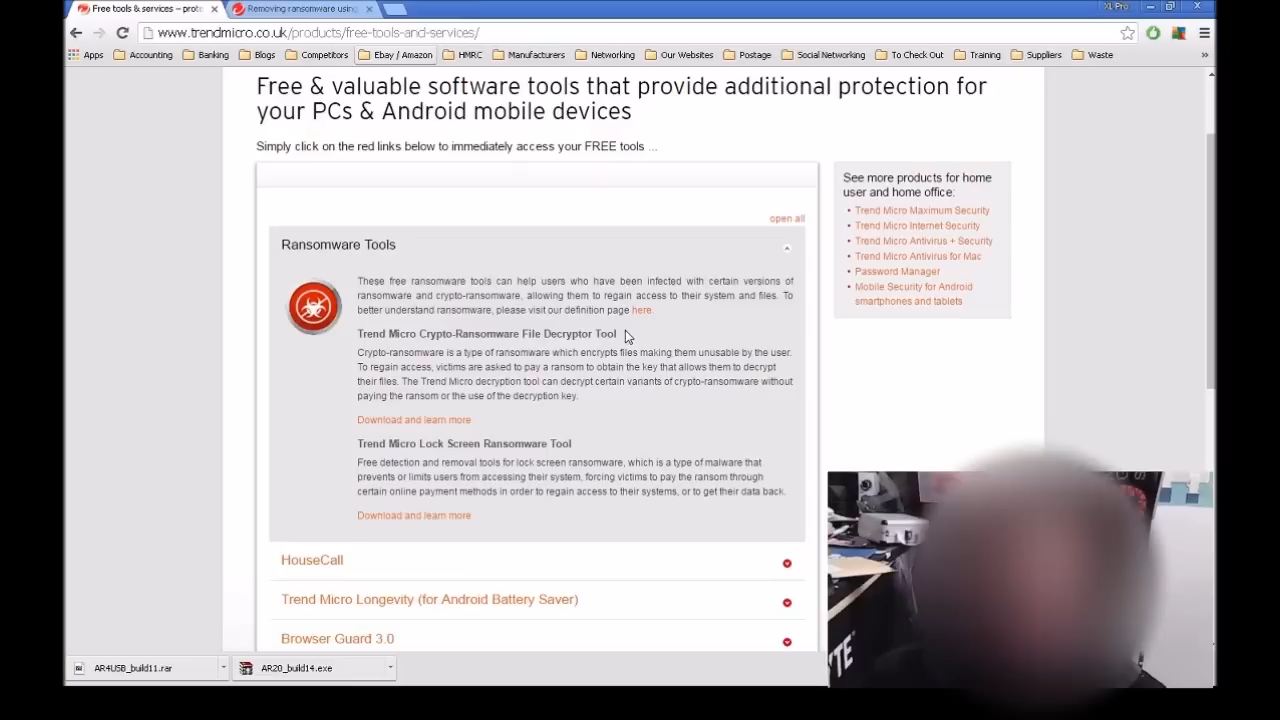 Free tools & services – prote
Removing ransomware using
XL Pro
www.trendmicro.co.uk/products/free-tools-and-services/
Apps Accounting Banking Blogs Competitors Ebay / Amazon HMRC Manufacturers Networking Our Websites Postage Social Networking To Check Out Training Suppliers Waste »
Free & valuable software tools that provide additional protection for
your PCs & Android mobile devices
Simply click on the red links below to immediately access your FREE tools ...
open all
Ransomware Tools
These free ransomware tools can help users who have been infected with certain versions of
ransomware and crypto-ransomware, allowing them to regain access to their system and files. To
better understand ransomware, please visit our definition page here.
Trend Micro Crypto-Ransomware File Decryptor Tool
Crypto-ransomware is a type of ransomware which encrypts files making them unusable by the user.
To regain access, victims are asked to pay a ransom to obtain the key that allows them to decrypt
their files. The Trend Micro decryption tool can decrypt certain variants of crypto-ransomware without
paying the ransom or the use of the decryption key.
Download and learn more
Trend Micro Lock Screen Ransomware Tool
Free detection and removal tools for lock screen ransomware, which is a type of malware that
prevents or limits users from accessing their system, forcing victims to pay the ransom through
certain online payment methods in order to regain access to their systems, or to get their data back.
Download and learn more
HouseCall
Trend Micro Longevity (for Android Battery Saver)
Browser Guard 3.0
See more products for home
user and home office:
• Trend Micro Maximum Security
• Trend Micro Internet Security
• Trend Micro Antivirus + Security
• Trend Micro Antivirus for Mac
• Password Manager
• Mobile Security for Android
smartphones and tablets
YTE
AR4USB_build11.rar
AR20_build14.exe